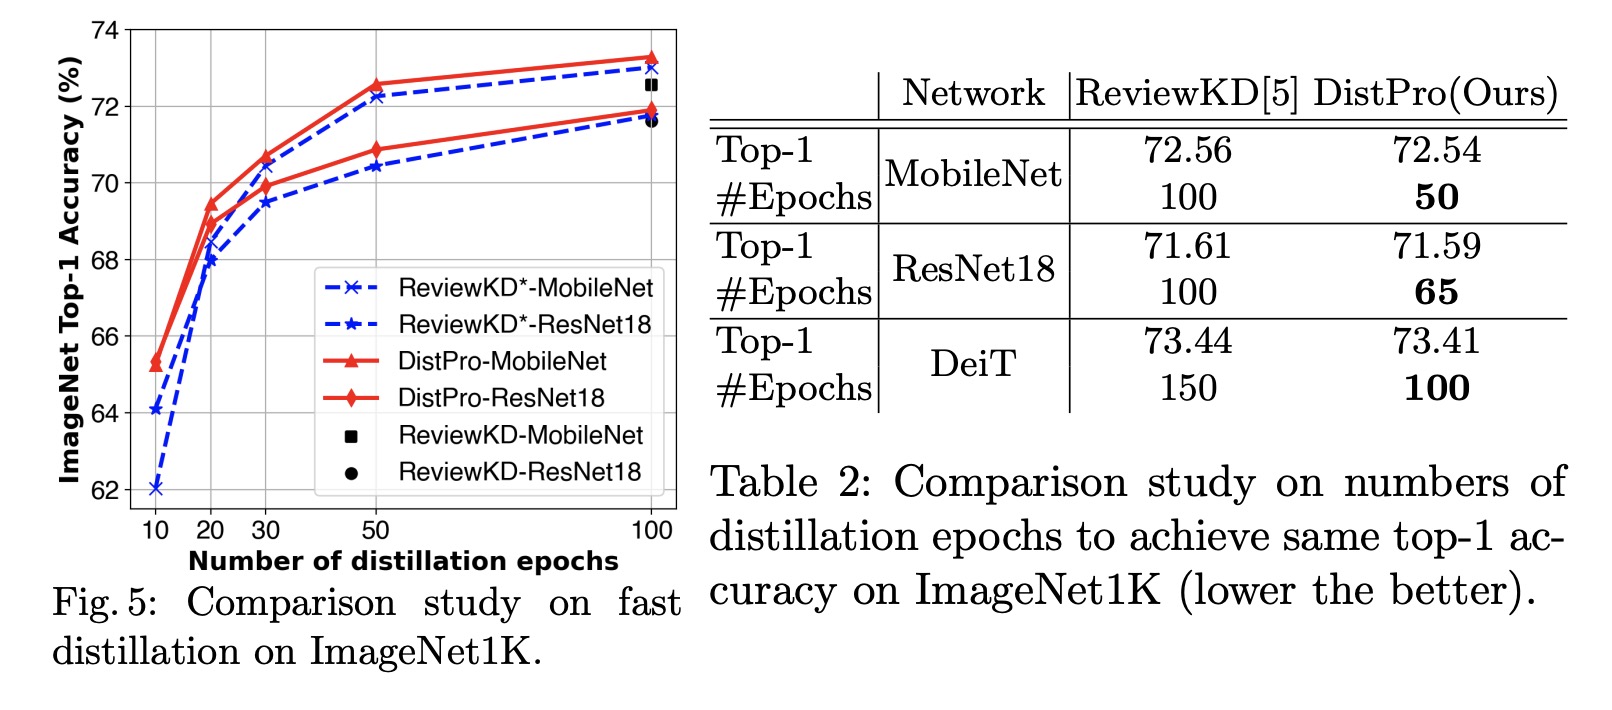 74
72
70
68
66
64
62
ImageNet Top-1 Accuracy (%)
ReviewKD*-MobileNet
ReviewKD*-ResNet18
DistPro-MobileNet
DistPro-ResNet18
ReviewKD-MobileNet
ReviewKD-ResNet18
10 20 30 50 100
Number of distillation epochs
Fig. 5: Comparison study on fast
distillation on ImageNet1K.
Network ReviewKD[5] DistPro(Ours)
Top-1 72.56 72.54
MobileNet
#Epochs 100 50
Top-1 71.61 71.59
ResNet18
#Epochs 100 65
Top-1 73.44 73.41
DeiT
#Epochs 150 100
Table 2: Comparison study on numbers of
distillation epochs to achieve same top-1 ac-
curacy on ImageNet1K (lower the better).